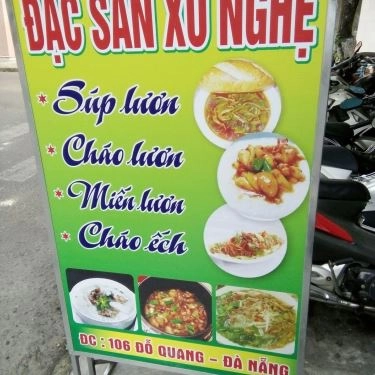 ĐẶC SẢN XỨ NGHỆ
* Súp lươn
* Cháo lươn
* Miến lươn
* Cháo ếch
ĐC : 106 ĐỖ QUANG - ĐÀ NẴNG